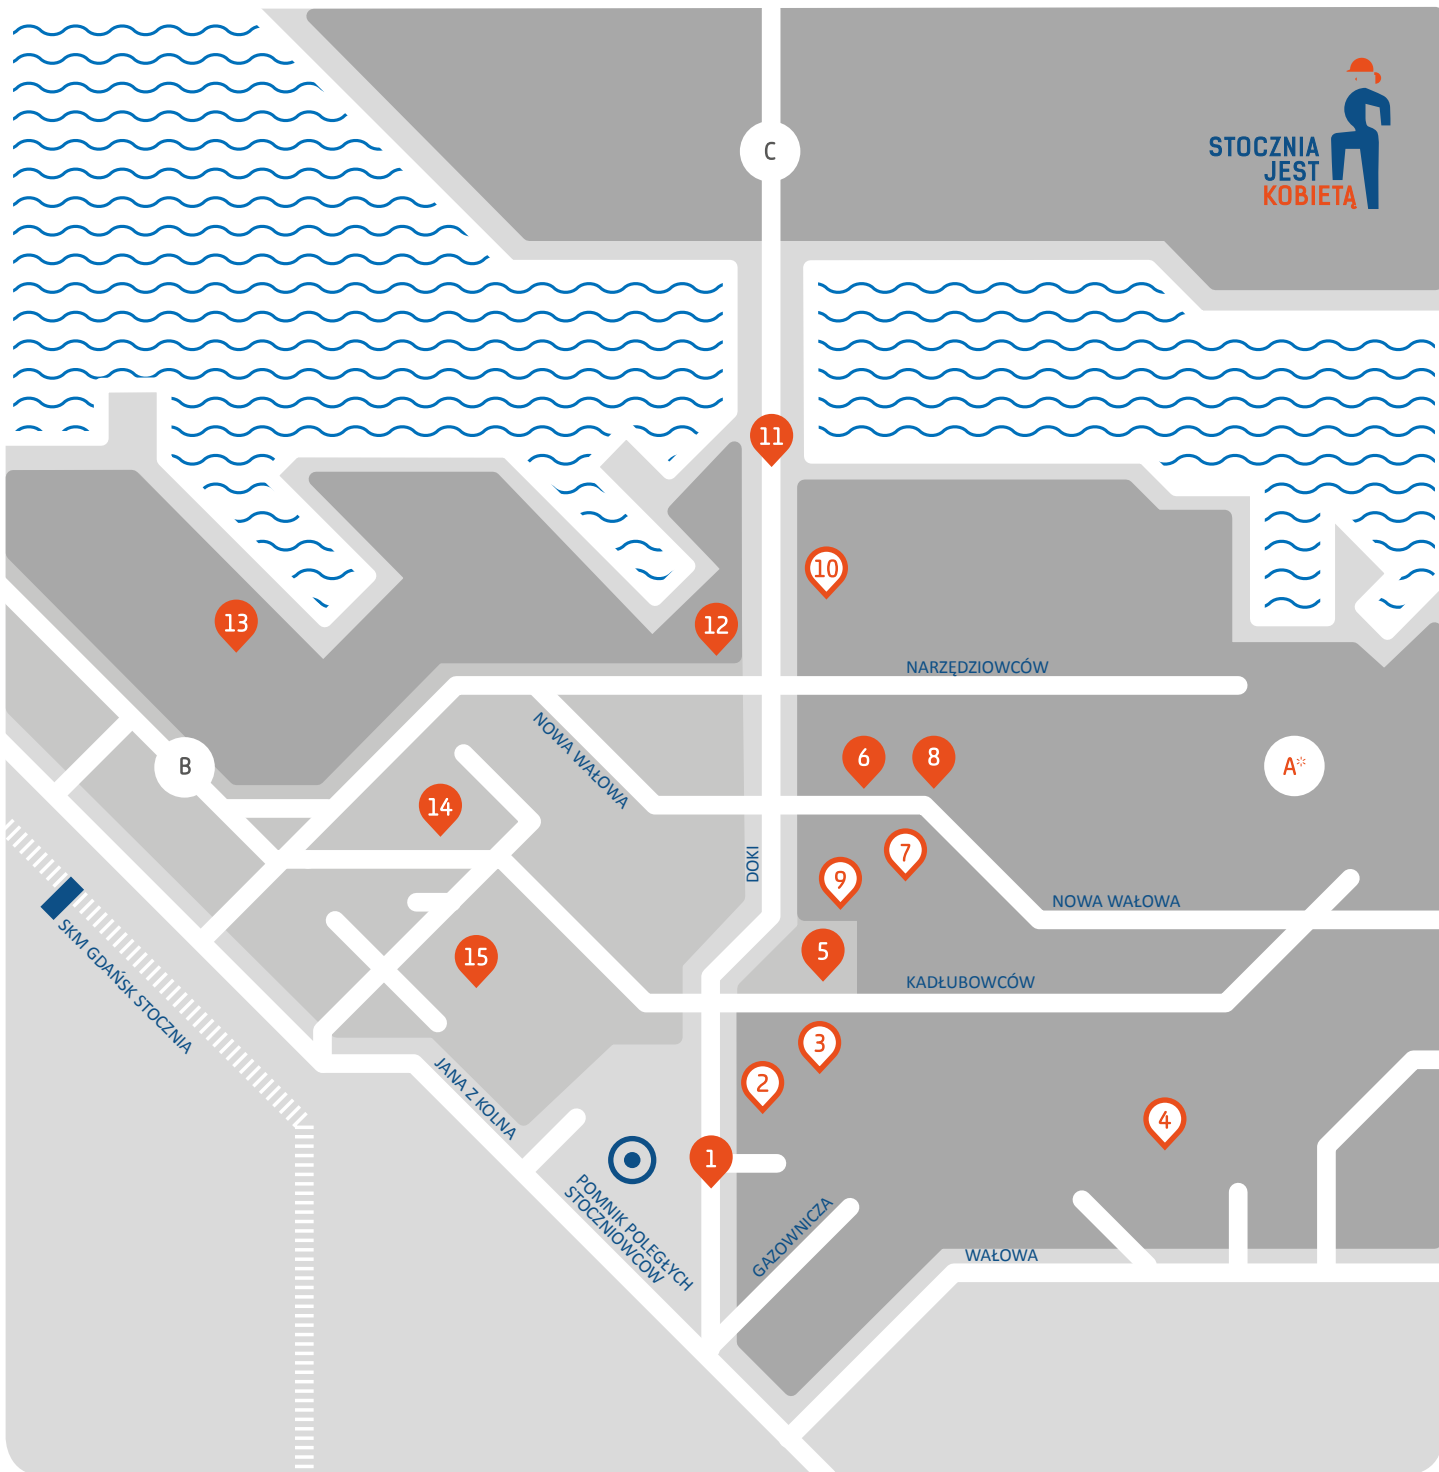 C
STOCZNIA
JEST
KOBIETĄ
11
10
13
12
NARZĘDZIOWCÓW
NOWA WAŁOWA
6
8
B
A*
14
7
DOKI
9
NOWA WAŁOWA
SKM GDAŃSK STOCZNIA
15
5
KADŁUBOWCÓW
3
JANA Z KOLNA
2
4
1
POMNIK POLEGŁYCH
STOCZNIOWCOW
GAZOWNICZA
WAŁOWA